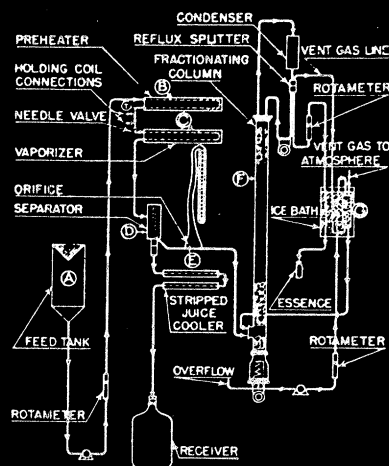 CONDENSER
REFLUX SPLITTER
VENT GAS LINE
PREHEATER
FRACTIONATING
COLUMN
HOLDING COIL
CONNECTIONS
B
ROTAMETER
C
NEEDLE VALVE
VENT GAS TO
ATMOSPHERE
VAPORIZER
F
ORIFICE
ICE BATH
SEPARATOR
D
E
A
ESSENCE
STRIPPED
JUICE
COOLER
FEED TANK
ROTAMETER
OVERFLOW
ROTAMETER
RECEIVER